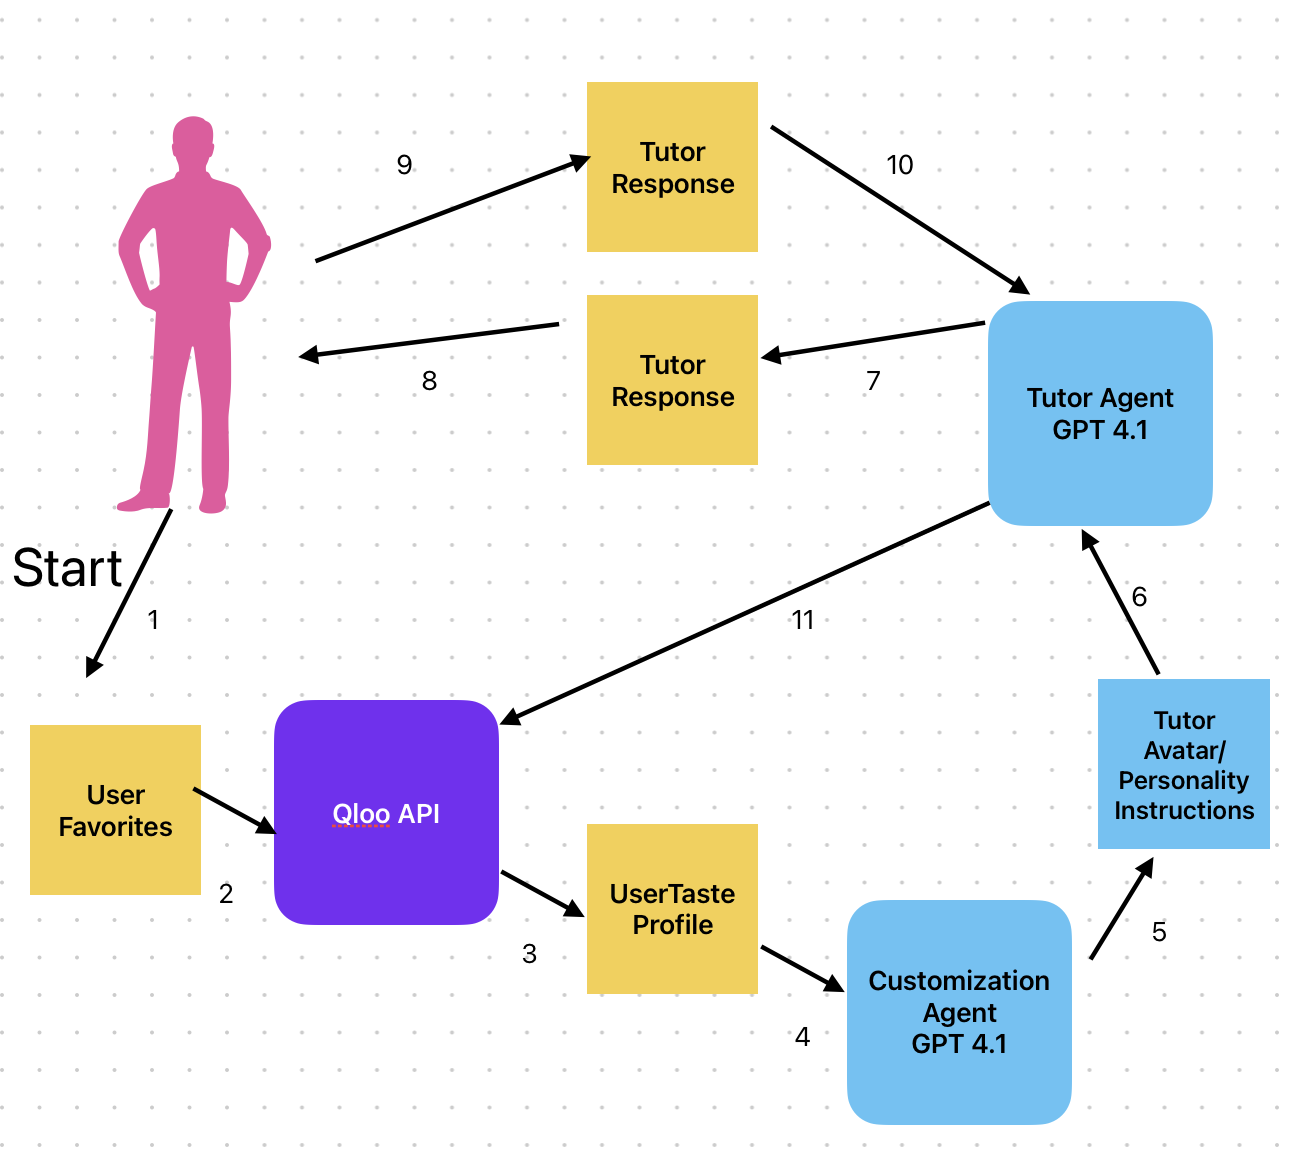 Tutor
Response
9
10
Tutor
Response
8
7
Tutor Agent
GPT 4.1
Start
1
11
6
User
Favorites
2
Qloo API
3
UserTaste
Profile
4
Customization
Agent
GPT 4.1
5
Tutor
Avatar/
Personality
Instructions